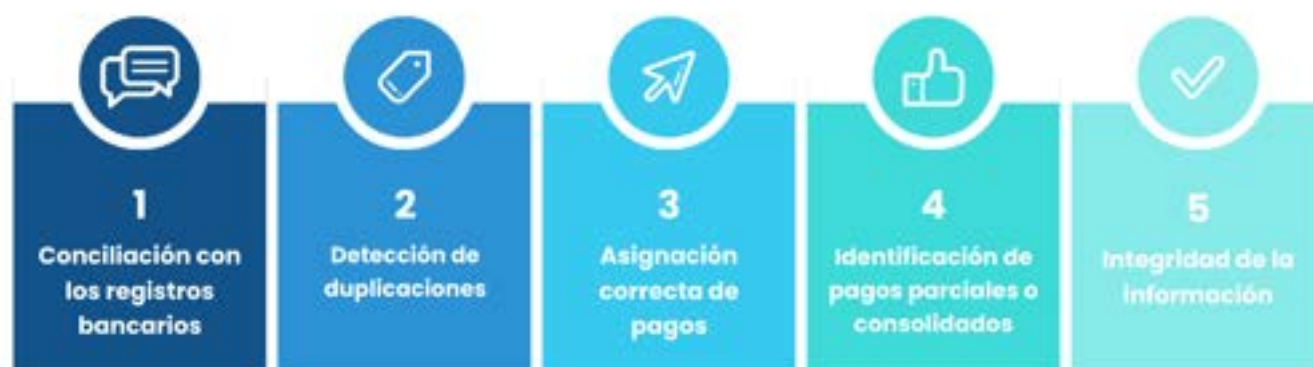 1
Conciliación con
los registros
bancarios
2
Detección de
duplicaciones
3
Asignación
correcta de
pagos
4
Identificación de
pagos parciales o
consolidados
5
Integridad de la
información